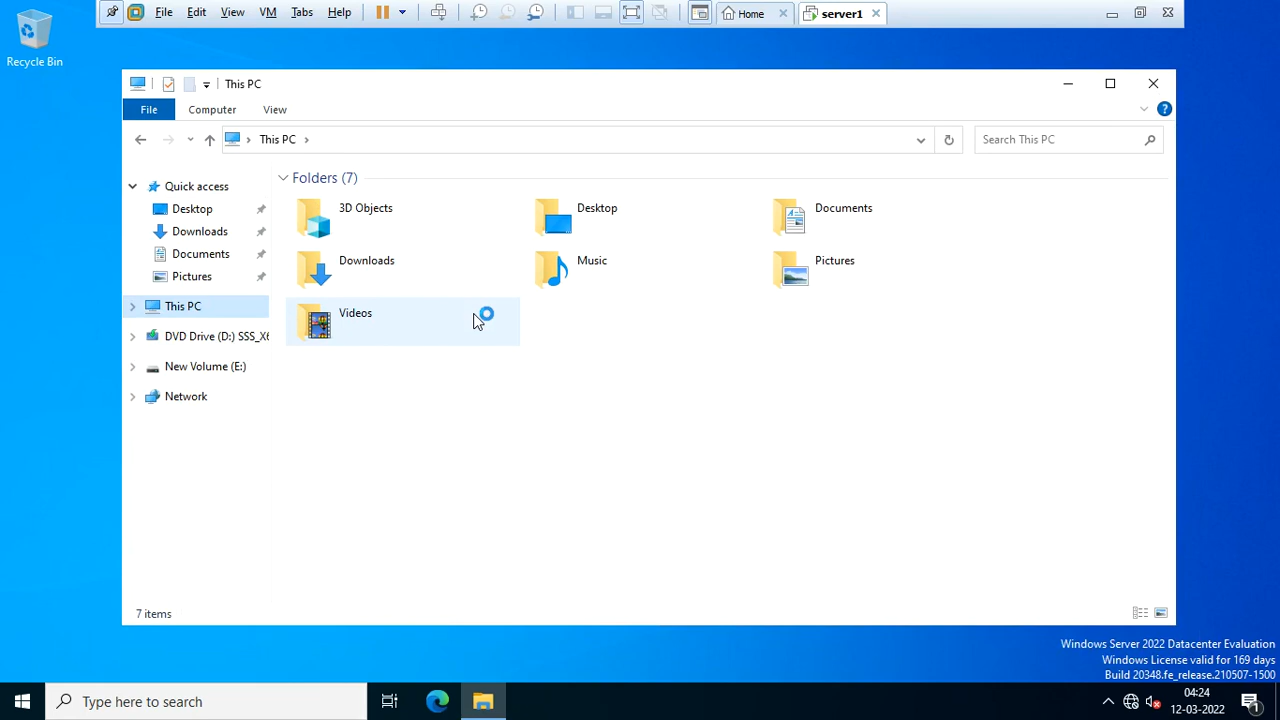 File Edit View VM Tabs Help Home server1
Recycle Bin
This PC
File Computer View
This PC Search This PC
Quick access
Desktop
Downloads
Documents
Pictures
This PC
DVD Drive (D:) SSS_X6
New Volume (E:)
Network
Folders (7)
3D Objects Desktop Documents
Downloads Music Pictures
Videos
7 items
Windows Server 2022 Datacenter Evaluation
Windows License valid for 169 days
Build 20348.fe_release.210507-1500
Type here to search
04:24
12-03-2022
1